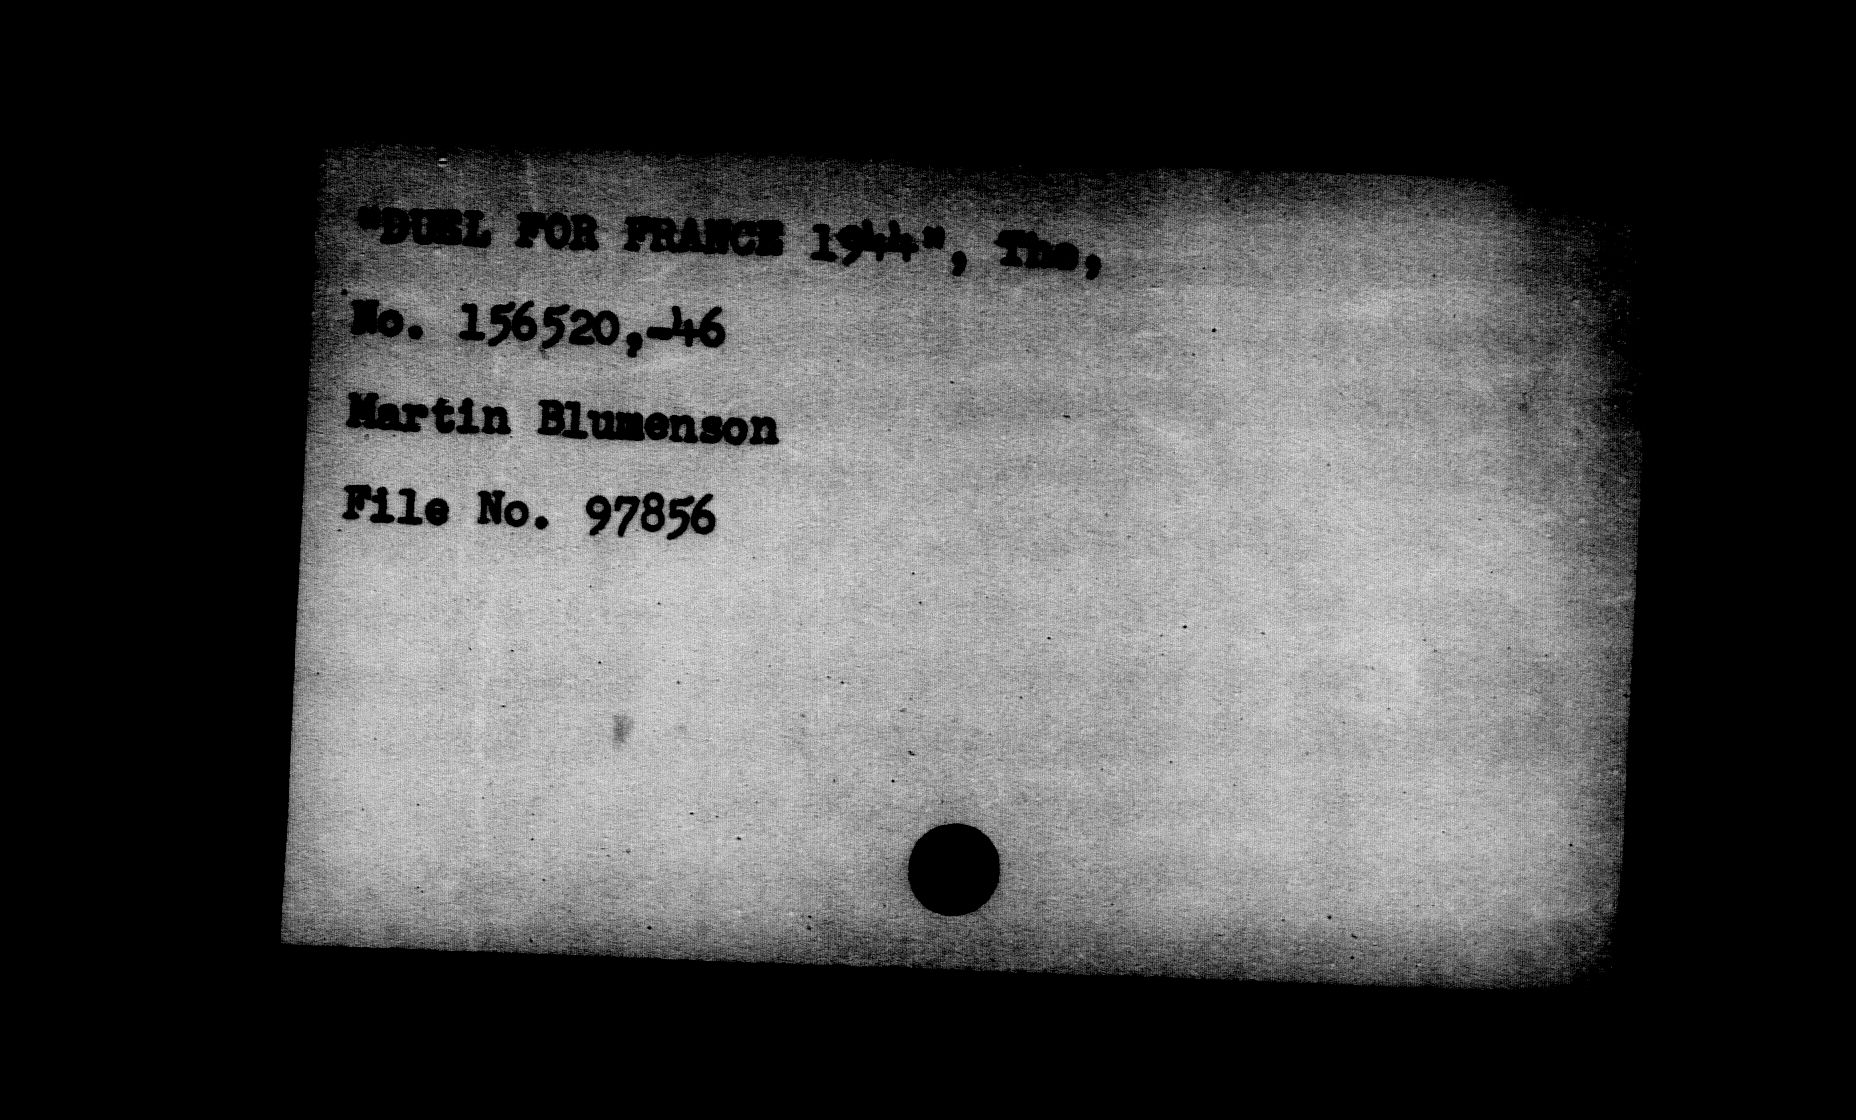 "DUEL FOR FRANCE 1944", The,
No. 156520,-46
Martin Blumenson
File No. 97856